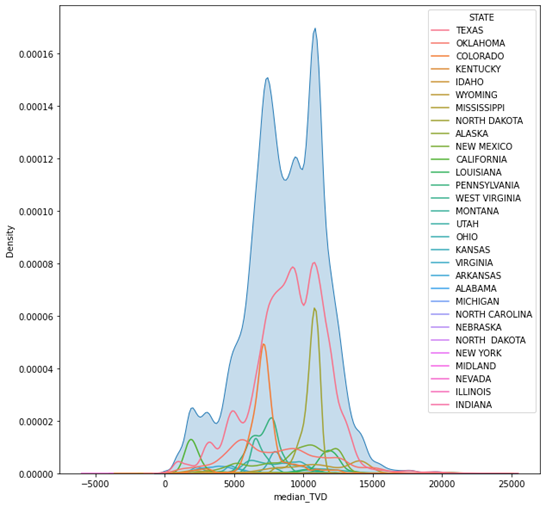 STATE
TEXAS
OKLAHOMA
COLORADO
KENTUCKY
IDAHO
WYOMING
MISSISSIPPI
NORTH DAKOTA
ALASKA
NEW MEXICO
CALIFORNIA
LOUISIANA
PENNSYLVANIA
WEST VIRGINIA
MONTANA
UTAH
OHIO
KANSAS
VIRGINIA
ARKANSAS
ALABAMA
MICHIGAN
NORTH CAROLINA
NEBRASKA
NORTH  DAKOTA
NEW YORK
MIDLAND
NEVADA
ILLINOIS
INDIANA
0.00016
0.00014
0.00012
0.00010
0.00008
0.00006
0.00004
0.00002
0.00000
Density
−5000 0 5000 10000 15000 20000 25000
median_TVD